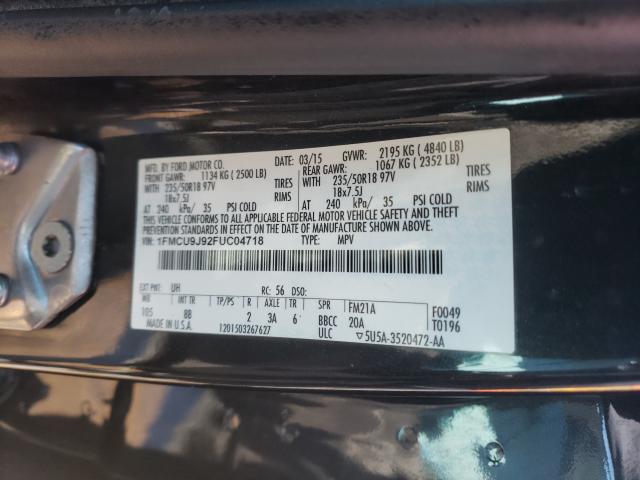 MFD. BY FORD MOTOR CO.
DATE: 03/15 GVWR: 2195 KG ( 4840 LB)
FRONT GAWR: 1134 KG ( 2500 LB) REAR GAWR: 1067 KG ( 2352 LB)
WITH 235/50R18 97V TIRES WITH 235/50R18 97V TIRES
18x7.5J RIMS 18x7.5J RIMS
AT 240 kPa/ 35 PSI COLD AT 240 kPa/ 35 PSI COLD
THIS VEHICLE CONFORMS TO ALL APPLICABLE FEDERAL MOTOR VEHICLE SAFETY AND BUMPER STANDARDS AND THEFT
PREVENTION STANDARDS IN EFFECT ON THE DATE OF MANUFACTURE SHOWN ABOVE.
VIN: 1FMCU9J92FUC04718 TYPE: MPV
EXT PNT: UH RC: 56 DSO: F0049
WB INT TR TP/PS R AXLE TR SPR FM21A T0196
105 BB 2 3A 6 BBCC 20A
MADE IN U.S.A. 1201503267627 ULC 5U5A-3520472-AA